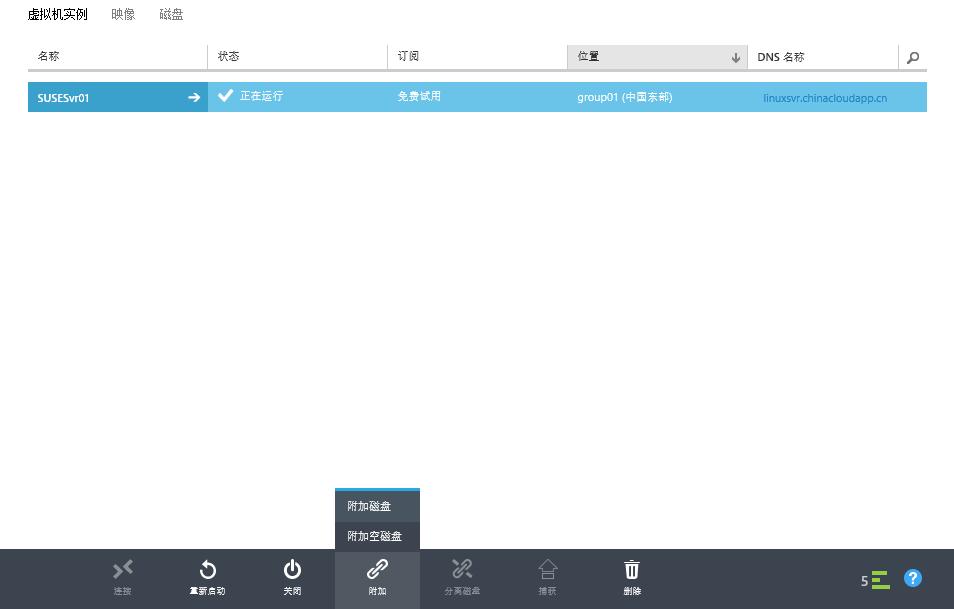 虚拟机实例 映像 磁盘
名称 状态 订阅 位置 DNS 名称
SUSESvr01 正在运行 免费试用 group01 (中国东部) linuxsvr.chinacloudapp.cn
附加磁盘
附加空磁盘
连接 重新启动 关闭 附加 分离磁盘 捕获 删除 5 ?